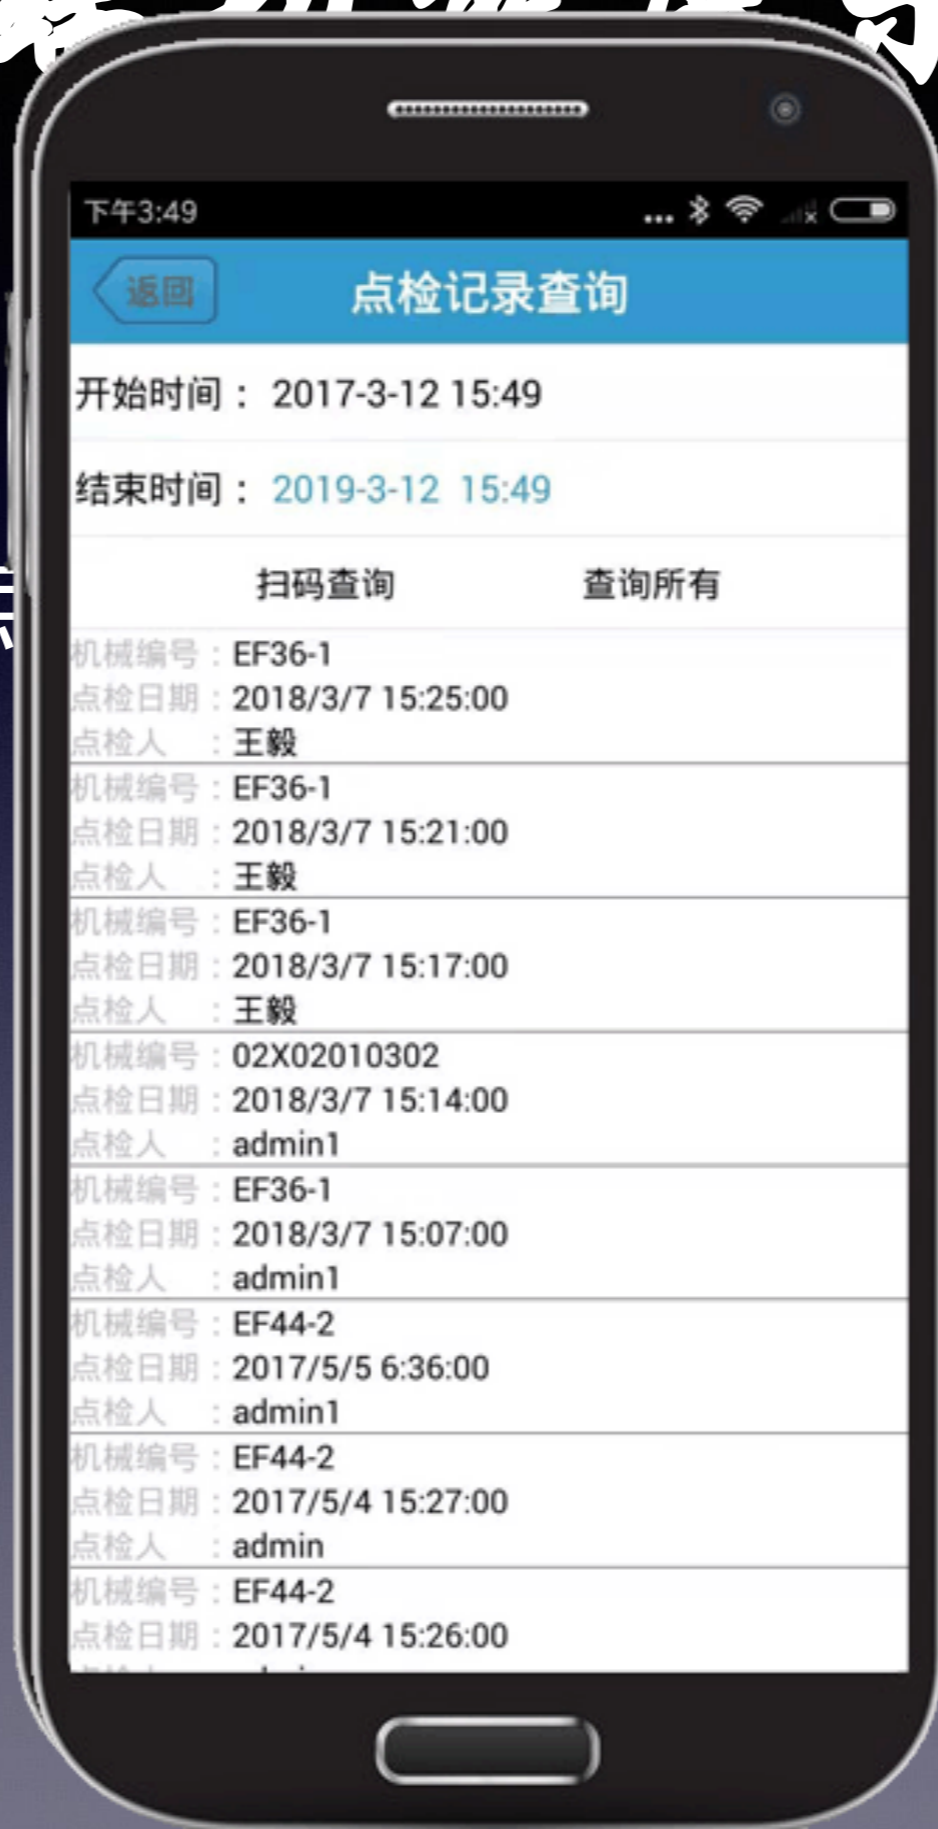 下午3:49
返回
点检记录查询
开始时间： 2017-3-12 15:49
结束时间： 2019-3-12 15:49
扫码查询 查询所有
机械编号：EF36-1
点检日期：2018/3/7 15:25:00
点检人 ：王毅
机械编号：EF36-1
点检日期：2018/3/7 15:21:00
点检人 ：王毅
机械编号：EF36-1
点检日期：2018/3/7 15:17:00
点检人 ：王毅
机械编号：02X02010302
点检日期：2018/3/7 15:14:00
点检人 ：admin1
机械编号：EF36-1
点检日期：2018/3/7 15:07:00
点检人 ：admin1
机械编号：EF44-2
点检日期：2017/5/5 6:36:00
点检人 ：admin1
机械编号：EF44-2
点检日期：2017/5/4 15:27:00
点检人 ：admin
机械编号：EF44-2
点检日期：2017/5/4 15:26:00